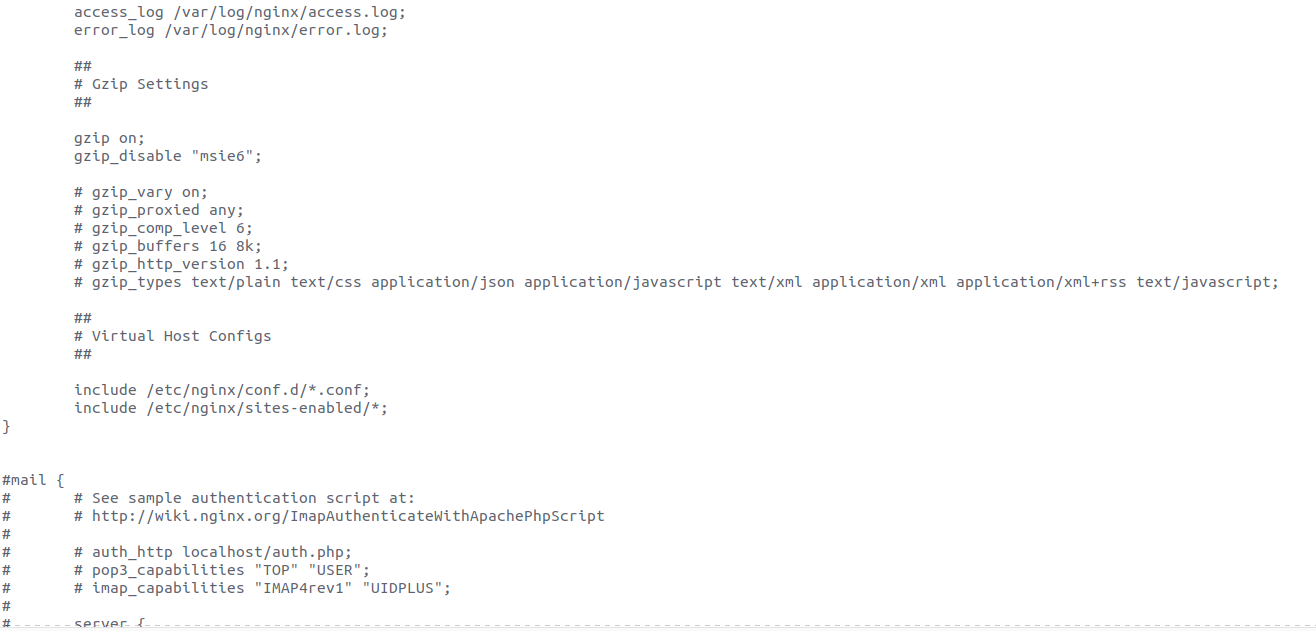 access_log /var/log/nginx/access.log;
error_log /var/log/nginx/error.log;
##
# Gzip Settings
##
gzip on;
gzip_disable "msie6";
# gzip_vary on;
# gzip_proxied any;
# gzip_comp_level 6;
# gzip_buffers 16 8k;
# gzip_http_version 1.1;
# gzip_types text/plain text/css application/json application/javascript text/xml application/xml application/xml+rss text/javascript;
##
# Virtual Host Configs
##
include /etc/nginx/conf.d/*.conf;
include /etc/nginx/sites-enabled/*;
}
#mail {
#       # See sample authentication script at:
#       # http://wiki.nginx.org/ImapAuthenticateWithApachePhpScript
#
#       # auth_http localhost/auth.php;
#       # pop3_capabilities "TOP" "USER";
#       # imap_capabilities "IMAP4rev1" "UIDPLUS";
#
#       server {